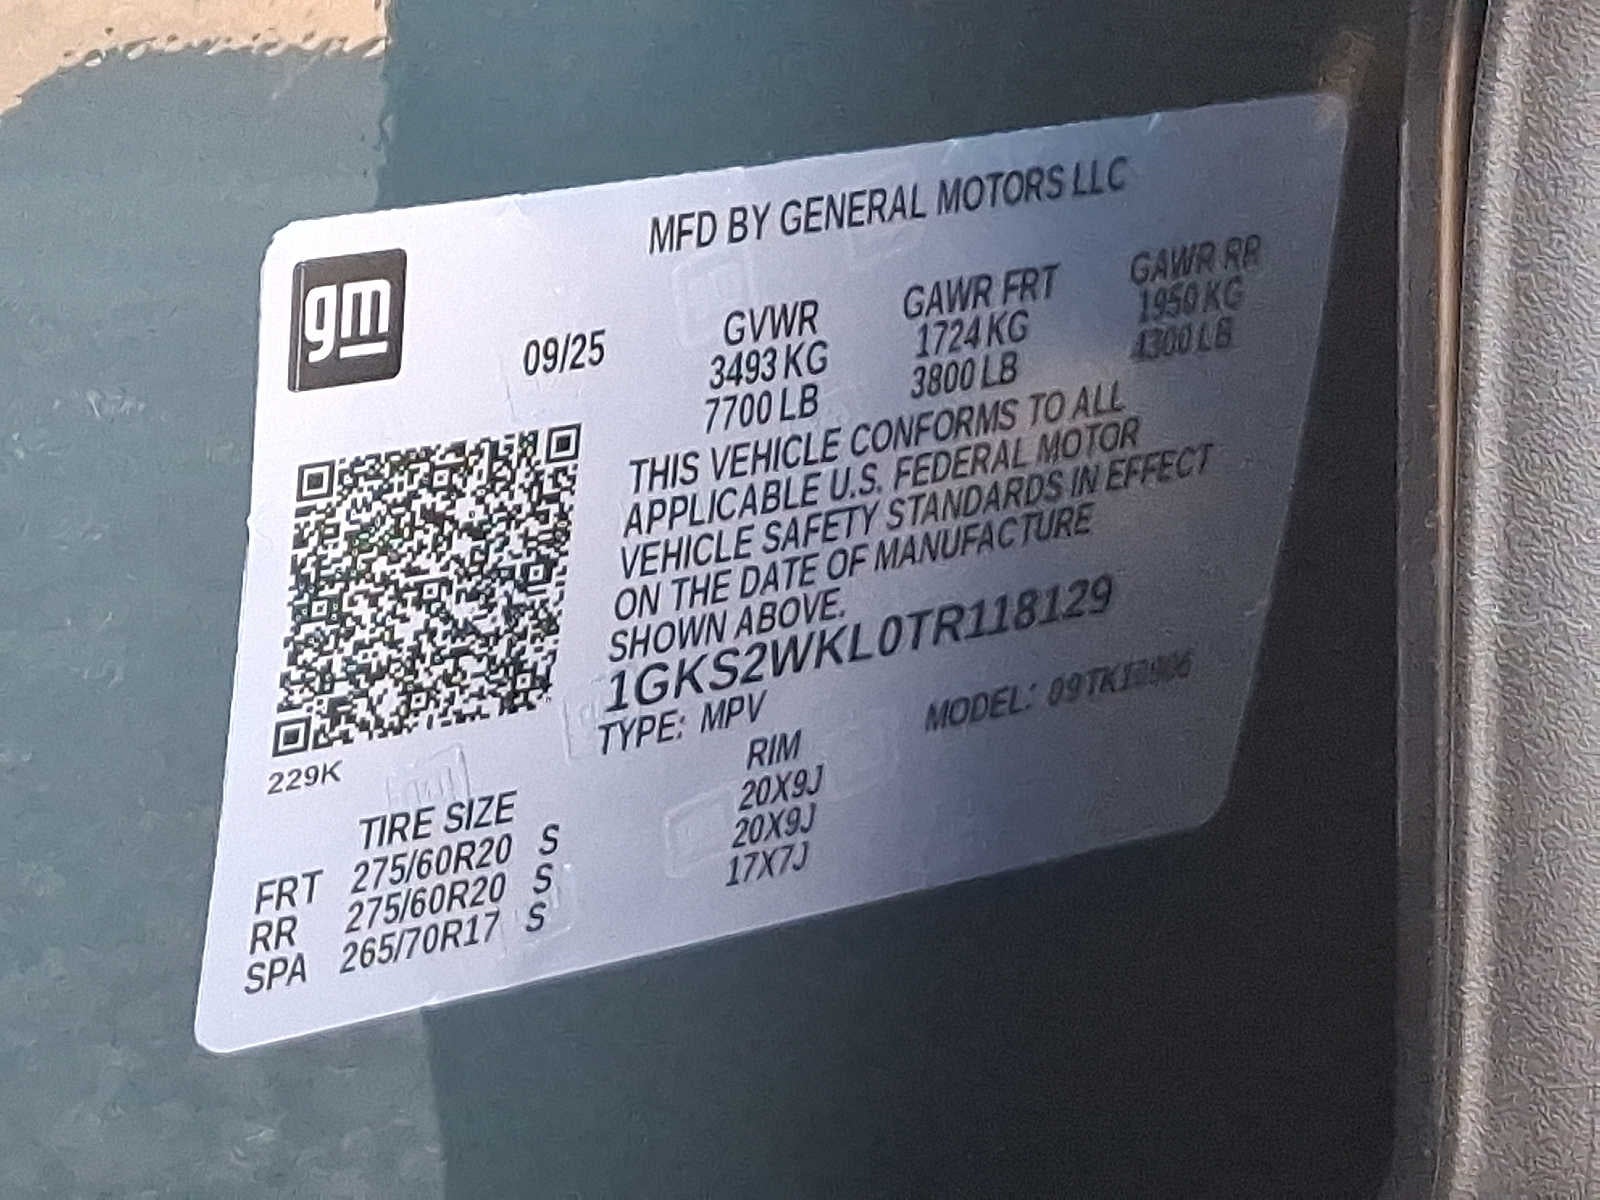 MFD BY GENERAL MOTORS LLC
gm
09/25
GVWR GAWR FRT GAWR RR
3493 KG 1724 KG 1950 KG
7700 LB 3800 LB 4300 LB
THIS VEHICLE CONFORMS TO ALL
APPLICABLE U.S. FEDERAL MOTOR
VEHICLE SAFETY STANDARDS IN EFFECT
ON THE DATE OF MANUFACTURE
SHOWN ABOVE.
1GKS2WKL0TR118129
TYPE: MPV MODEL:
229K
TIRE SIZE RIM
FRT 275/60R20 S 20X9J
RR 275/60R20 S 20X9J
SPA 265/70R17 S 17X7J